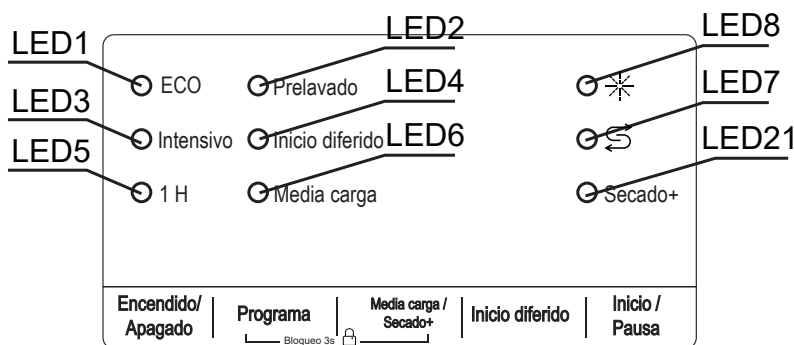 LED1 LED2 LED8
ECO Prelavado
LED3 LED4 LED7
Intensivo Inicio diferido
LED5 LED6 LED21
1 H Media carga Secado+
Encendido/ Apagado
Programa
Media carga / Secado+
Inicio diferido
Inicio / Pausa
Bloqueo 3s